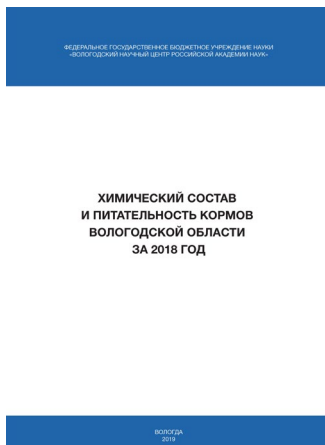 ФЕДЕРАЛЬНОЕ ГОСУДАРСТВЕННОЕ БЮДЖЕТНОЕ УЧРЕЖДЕНИЕ НАУКИ
«ВОЛОГОДСКИЙ НАУЧНЫЙ ЦЕНТР РОССИЙСКОЙ АКАДЕМИИ НАУК»
ХИМИЧЕСКИЙ СОСТАВ
И ПИТАТЕЛЬНОСТЬ КОРМОВ
ВОЛОГОДСКОЙ ОБЛАСТИ
ЗА 2018 ГОД
ВОЛОГДА
2019